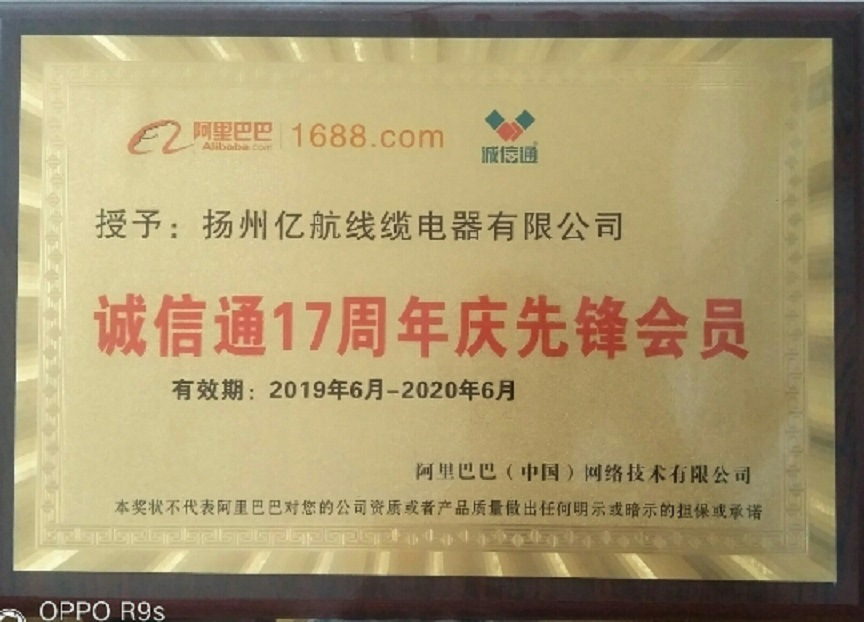 阿里巴巴 Alibaba.com 1688.com 诚信通
授予：扬州亿航线缆电器有限公司
诚信通17周年庆先锋会员
有效期：2019年6月-2020年6月
阿里巴巴（中国）网络技术有限公司
本奖状不代表阿里巴巴对您的公司资质或者产品质量做出任何明示或暗示的担保或承诺
OPPO R9s